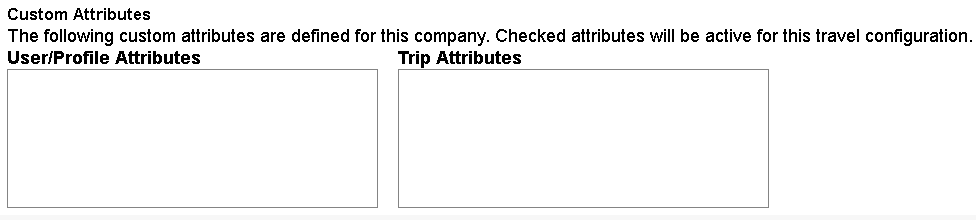 Custom Attributes
The following custom attributes are defined for this company. Checked attributes will be active for this travel configuration.
User/Profile Attributes
Trip Attributes